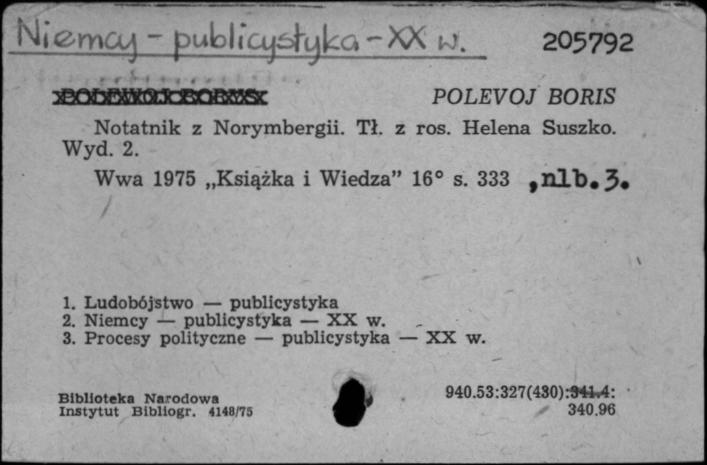 Niemcy - publicystyka - XX w.
205792
POLEWOJ BORYS
POLEVOJ BORIS
Notatnik z Norymbergii. Tł. z ros. Helena Suszko.
Wyd. 2.
Wwa 1975 „Książka i Wiedza” 16° s. 333 , nlb. 3.
1. Ludobójstwo — publicystyka
2. Niemcy — publicystyka — XX w.
3. Procesy polityczne — publicystyka — XX w.
Biblioteka Narodowa
Instytut Bibliogr. 4148/75
940.53:327(430):341.4:
340.96